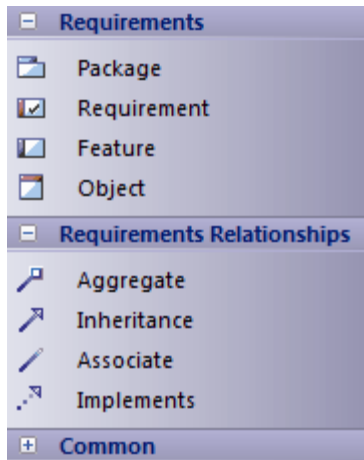 Requirements
Package
Requirement
Feature
Object
Requirements Relationships
Aggregate
Inheritance
Associate
Implements
Common